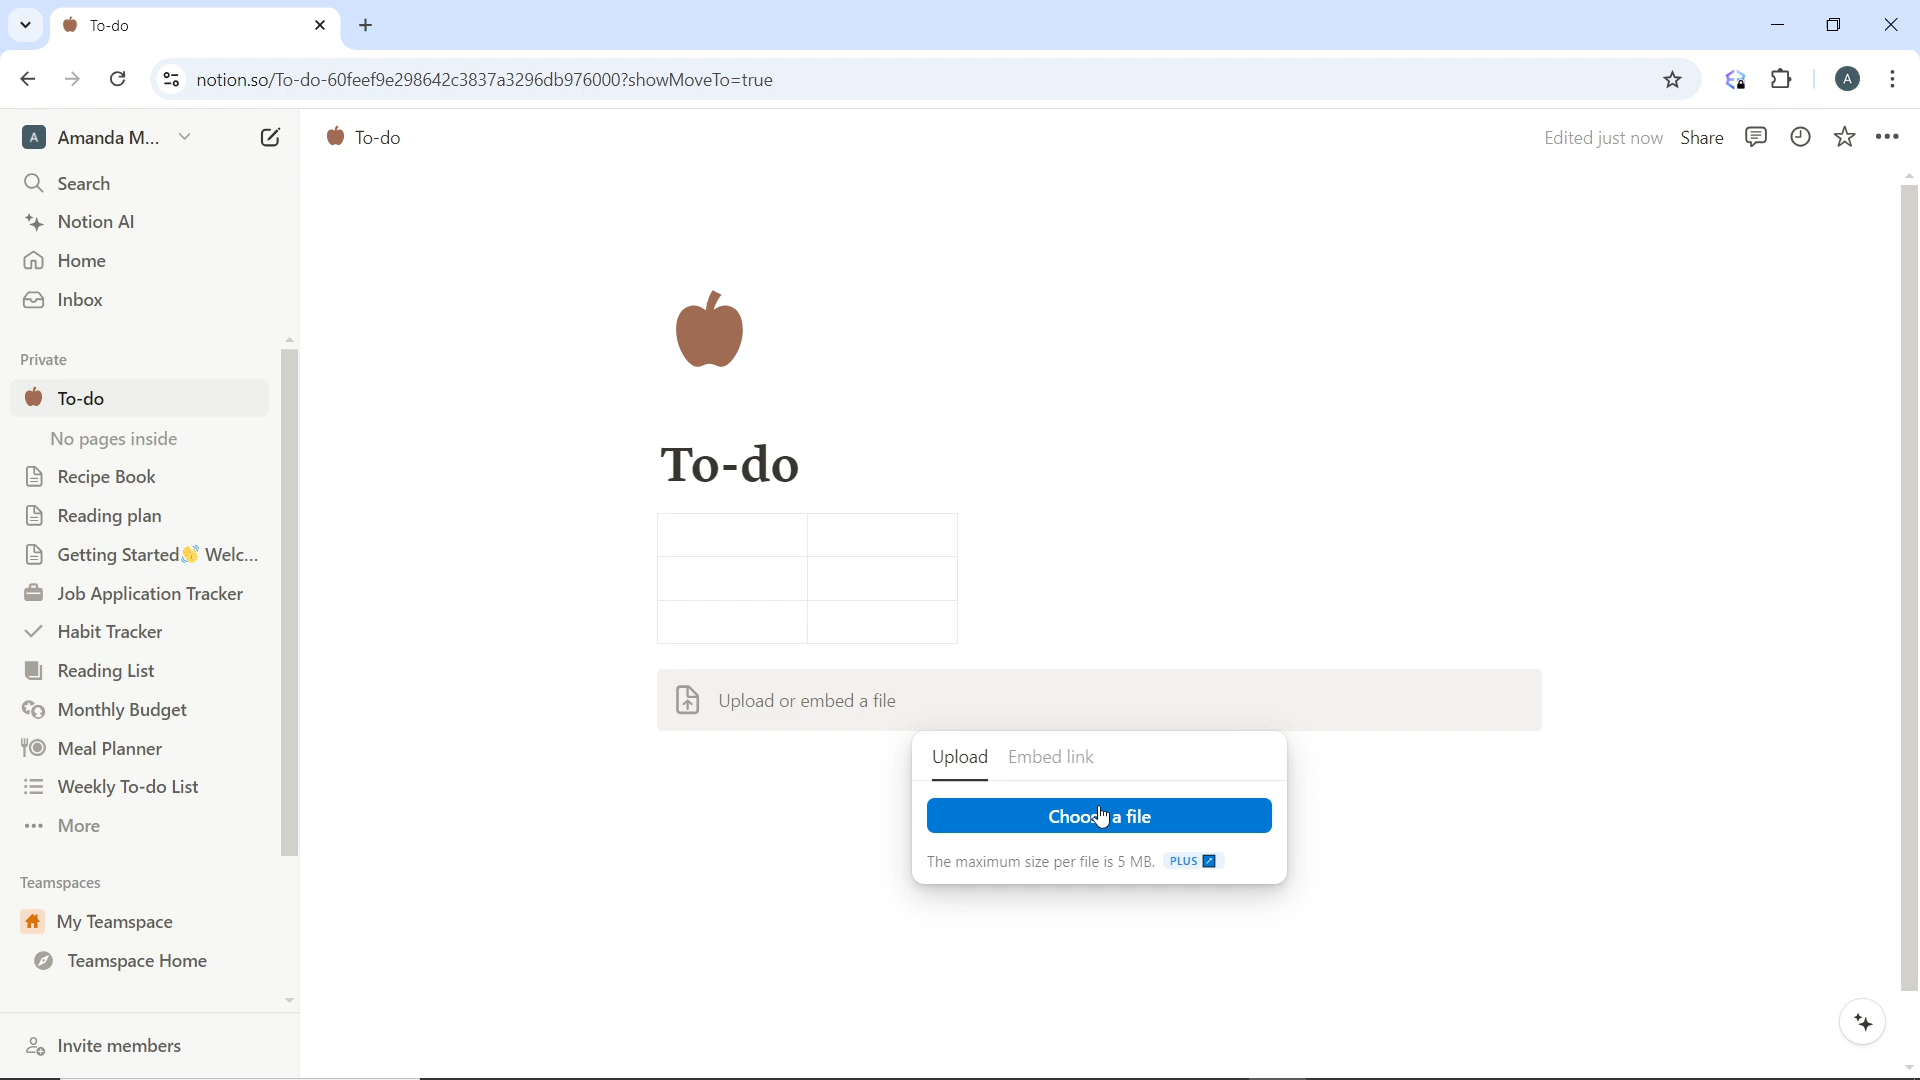 To-do
notion.so/To-do-60feef9e298642c3837a3296db976000?showMoveTo=true
A
A Amanda M...
To-do
Edited just now Share
Search
Notion AI
Home
Inbox
Private
To-do
No pages inside
Recipe Book
Reading plan
Getting Started👋 Welc...
Job Application Tracker
Habit Tracker
Reading List
Monthly Budget
Meal Planner
Weekly To-do List
More
Teamspaces
My Teamspace
Teamspace Home
Invite members
To-do
Upload or embed a file
Upload Embed link
Choose a file
The maximum size per file is 5 MB. PLUS